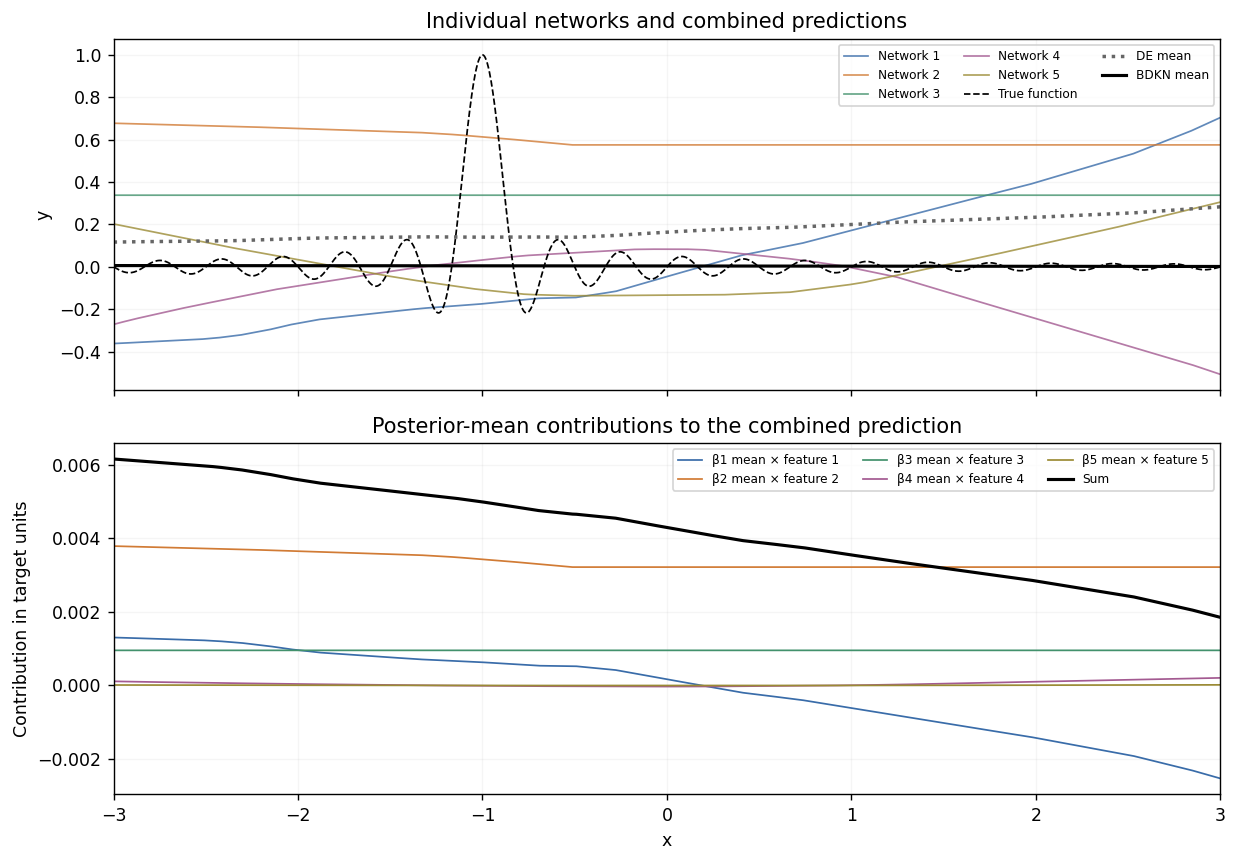 Individual networks and combined predictions
Network 1
Network 2
Network 3
Network 4
Network 5
True function
DE mean
BDKN mean
1.0
0.8
0.6
0.4
0.2
0.0
−0.2
−0.4
y
Posterior-mean contributions to the combined prediction
β1 mean × feature 1
β2 mean × feature 2
β3 mean × feature 3
β4 mean × feature 4
β5 mean × feature 5
Sum
0.006
0.004
0.002
0.000
−0.002
Contribution in target units
−3
−2
−1
0
1
2
3
x